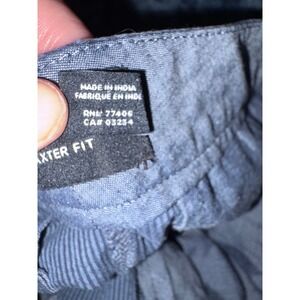 MADE IN INDIA
FABRIQUÉ EN INDE
RN# 77406
CA# 03254
AXTER FIT